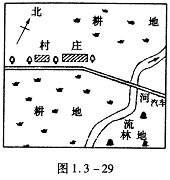 北
耕 地
村 庄
耕 地
河 汽车
流
林 地
图 1.3-29